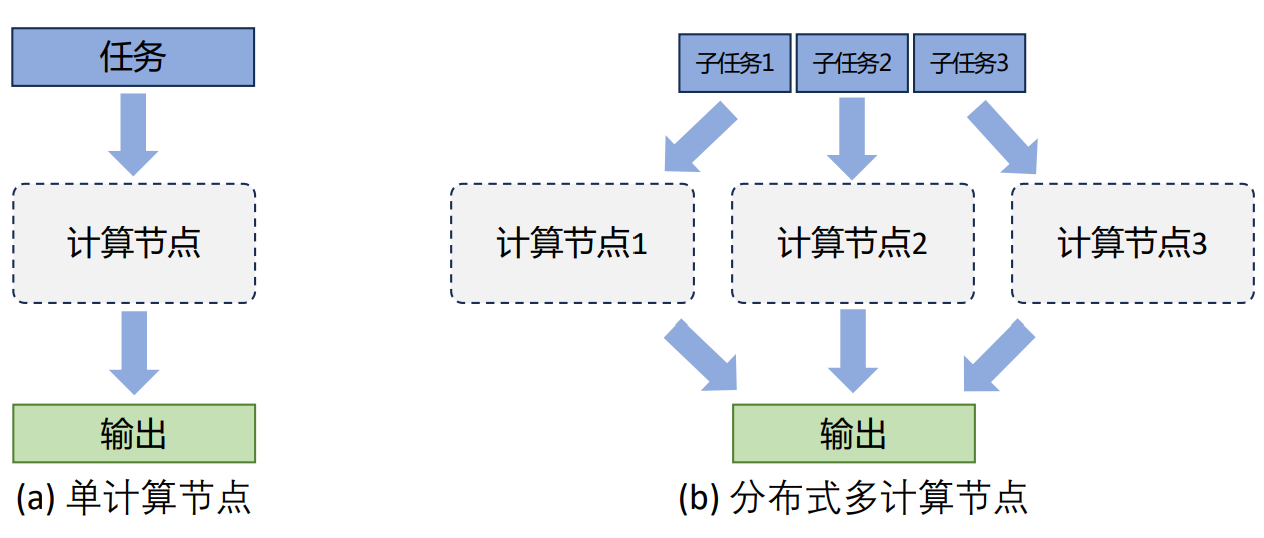 任务
计算节点
输出
(a) 单计算节点
子任务1
子任务2
子任务3
计算节点1
计算节点2
计算节点3
输出
(b) 分布式多计算节点